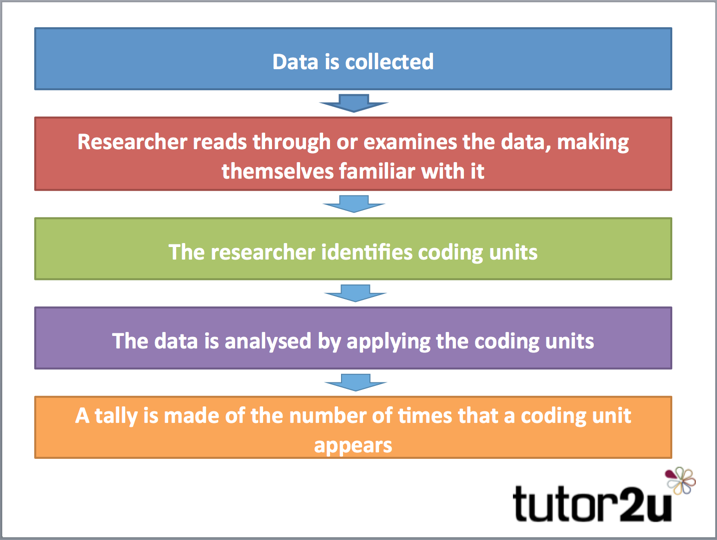 Data is collected
Researcher reads through or examines the data, making
themselves familiar with it
The researcher identifies coding units
The data is analysed by applying the coding units
A tally is made of the number of times that a coding unit
appears
tutor2u